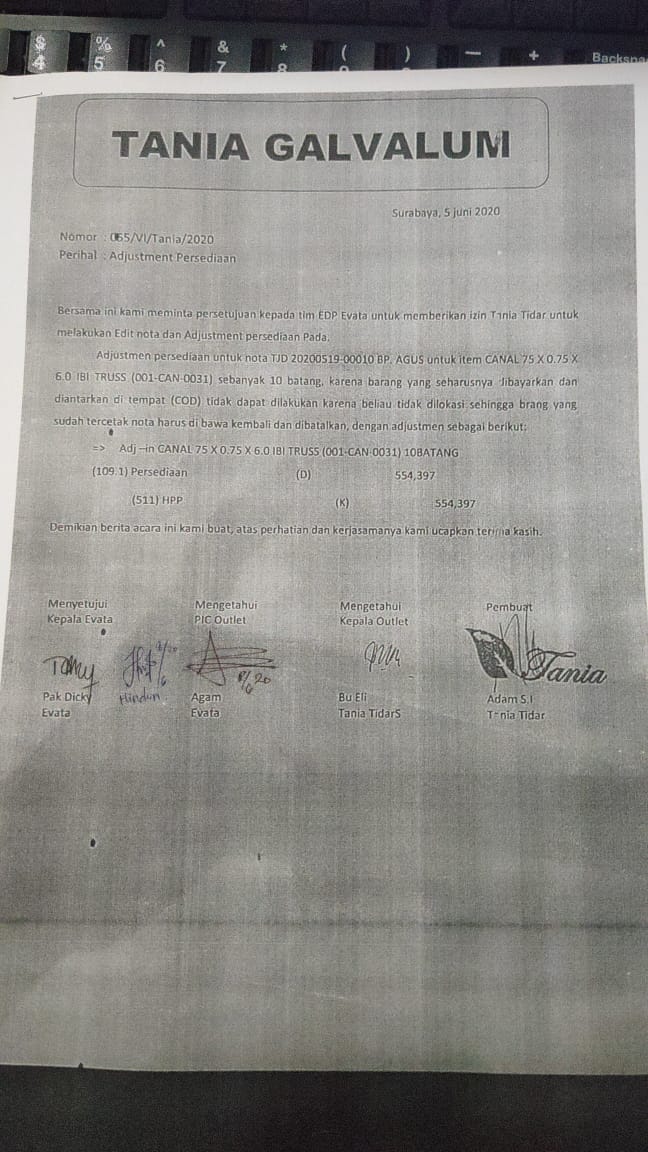 $ % ^ & * ( ) — +
4 5 6 7 8
TANIA GALVALUM
Surabaya, 5 juni 2020
Nomor : 065/VI/Tania/2020
Perihal : Adjustment Persediaan
Bersama ini kami meminta persetujuan kepada tim EDP Evata untuk memberikan izin Tania Tidar untuk
melakukan Edit nota dan Adjustment persediaan Pada.
Adjustmen persediaan untuk nota TJD 20200519-00010 BP. AGUS untuk item CANAL 75 X 0.75 X
6.0 IBI TRUSS (001-CAN-0031) sebanyak 10 batang, karena barang yang seharusnya dibayarkan dan
diantarkan di tempat (COD) tidak dapat dilakukan karena beliau tidak dilokasi sehingga brang yang
sudah tercetak nota harus di bawa kembali dan dibatalkan, dengan adjustmen sebagai berikut:
=> Adj –in CANAL 75 X 0.75 X 6.0 IBI TRUSS (001-CAN-0031) 10BATANG
(109.1) Persediaan (D) 554,397
(511) HPP (K) 554,397
Demikian berita acara ini kami buat, atas perhatian dan kerjasamanya kami ucapkan terima kasih.
Menyetujui Mengetahui Mengetahui Pembuat
Kepala Evata PIC Outlet Kepala Outlet
Tania
Pak Dicky Hindun Agam Bu Eli Adam S.I
Evata Evata Tania TidarS Tania Tidar